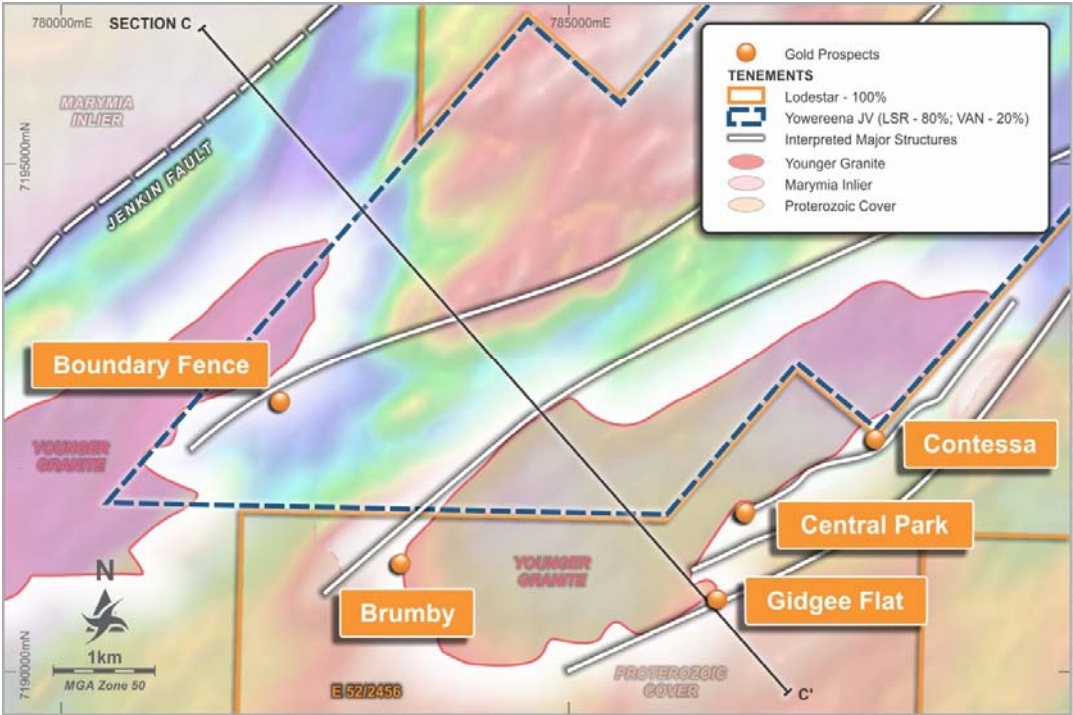 780000mE
SECTION C
785000mE
Gold Prospects
TENEMENTS
Lodestar - 100%
Yowereena JV (LSR - 80%; VAN - 20%)
Interpreted Major Structures
Younger Granite
Marymia Inlier
Proterozoic Cover
MARYMIA
INLIER
7195000mN
JENKIN FAULT
Boundary Fence
YOUNGER
GRANITE
Contessa
Central Park
YOUNGER
GRANITE
Gidgee Flat
Brumby
N
1km
MGA Zone 50
7190000mN
E 52/2456
PROTEROZOIC
COVER
C'